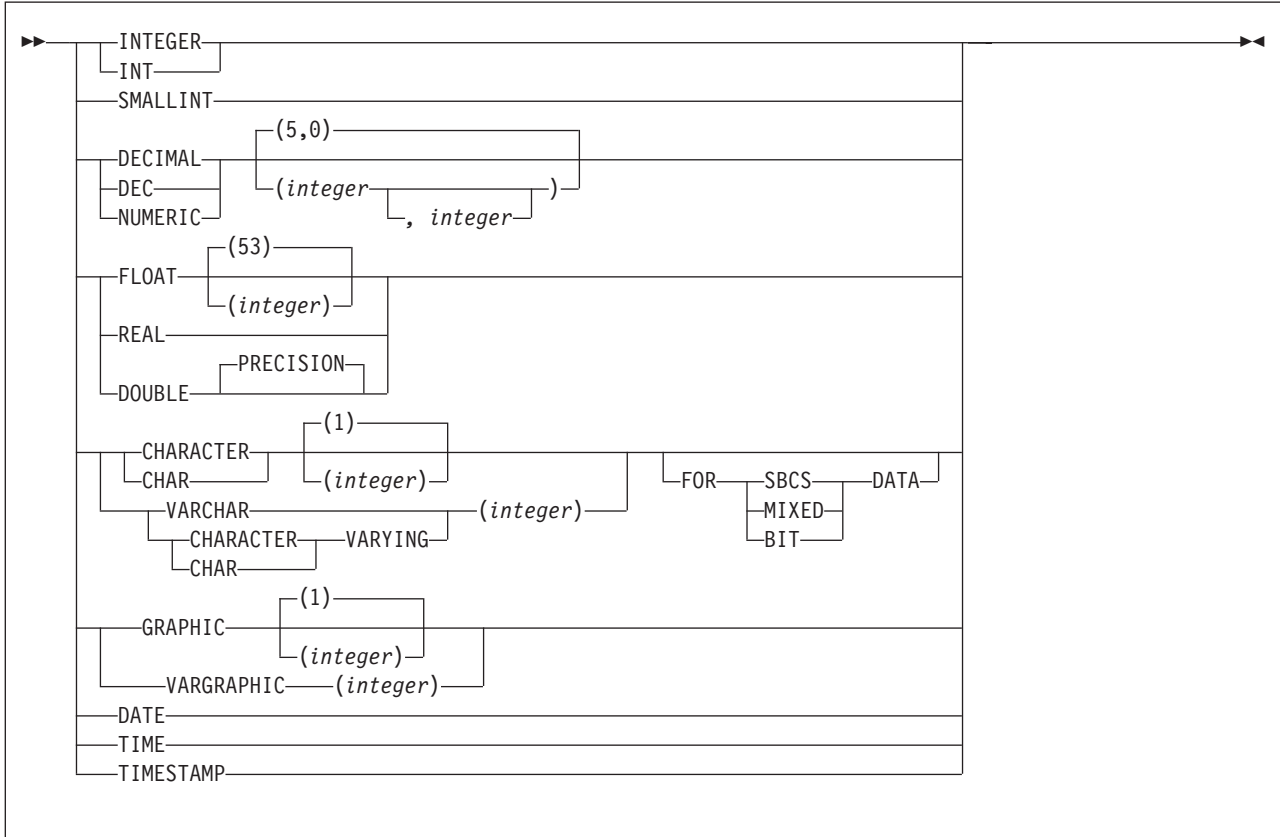 INTEGER
INT
SMALLINT
(5,0)
DECIMAL
DEC (integer )
NUMERIC , integer
(53)
FLOAT
(integer)
REAL
PRECISION
DOUBLE
(1)
CHARACTER
CHAR (integer) FOR SBCS DATA
VARCHAR (integer) MIXED
CHARACTER VARYING BIT
CHAR
(1)
GRAPHIC
(integer)
VARGRAPHIC (integer)
DATE
TIME
TIMESTAMP